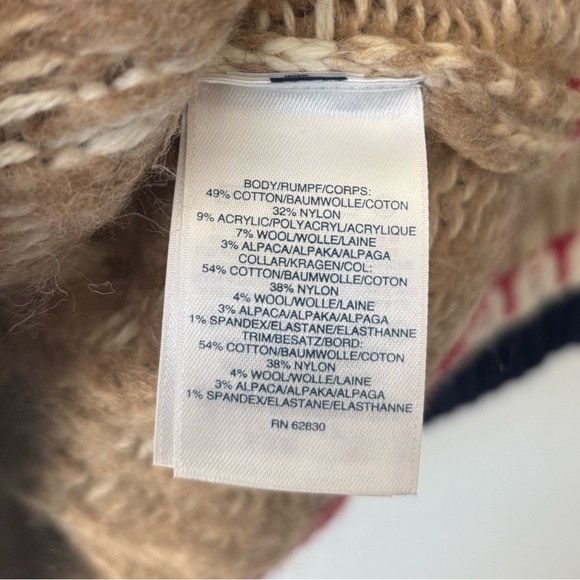 BODY/RUMPF/CORPS:
49% COTTON/BAUMWOLLE/COTON
32% NYLON
9% ACRYLIC/POLYACRYL/ACRYLIQUE
7% WOOL/WOLLE/LAINE
3% ALPACA/ALPAKA/ALPAGA
COLLAR/KRAGEN/COL:
54% COTTON/BAUMWOLLE/COTON
38% NYLON
4% WOOL/WOLLE/LAINE
3% ALPACA/ALPAKA/ALPAGA
1% SPANDEX/ELASTANE/ELASTHANNE
TRIM/BESATZ/BORD:
54% COTTON/BAUMWOLLE/COTON
38% NYLON
4% WOOL/WOLLE/LAINE
3% ALPACA/ALPAKA/ALPAGA
1% SPANDEX/ELASTANE/ELASTHANNE
RN 62830